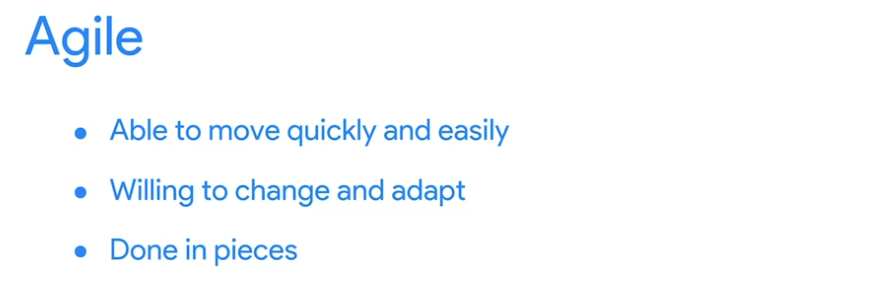 Agile
● Able to move quickly and easily
● Willing to change and adapt
● Done in pieces